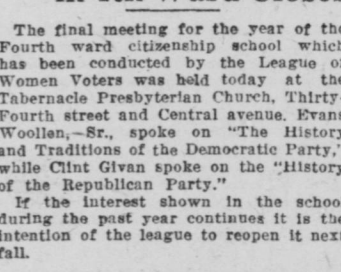 The final meeting for the year of the
Fourth ward citizenship school which
has been conducted by the League of
Women Voters was held today at the
Tabernacle Presbyterian Church, Thirty-
Fourth street and Central avenue. Evans
Woollen, Sr., spoke on "The History
and Traditions of the Democratic Party,"
while Clint Givan spoke on the "History
of the Republican Party."
If the interest shown in the school
during the past year continues it is the
intention of the league to reopen it next
fall.